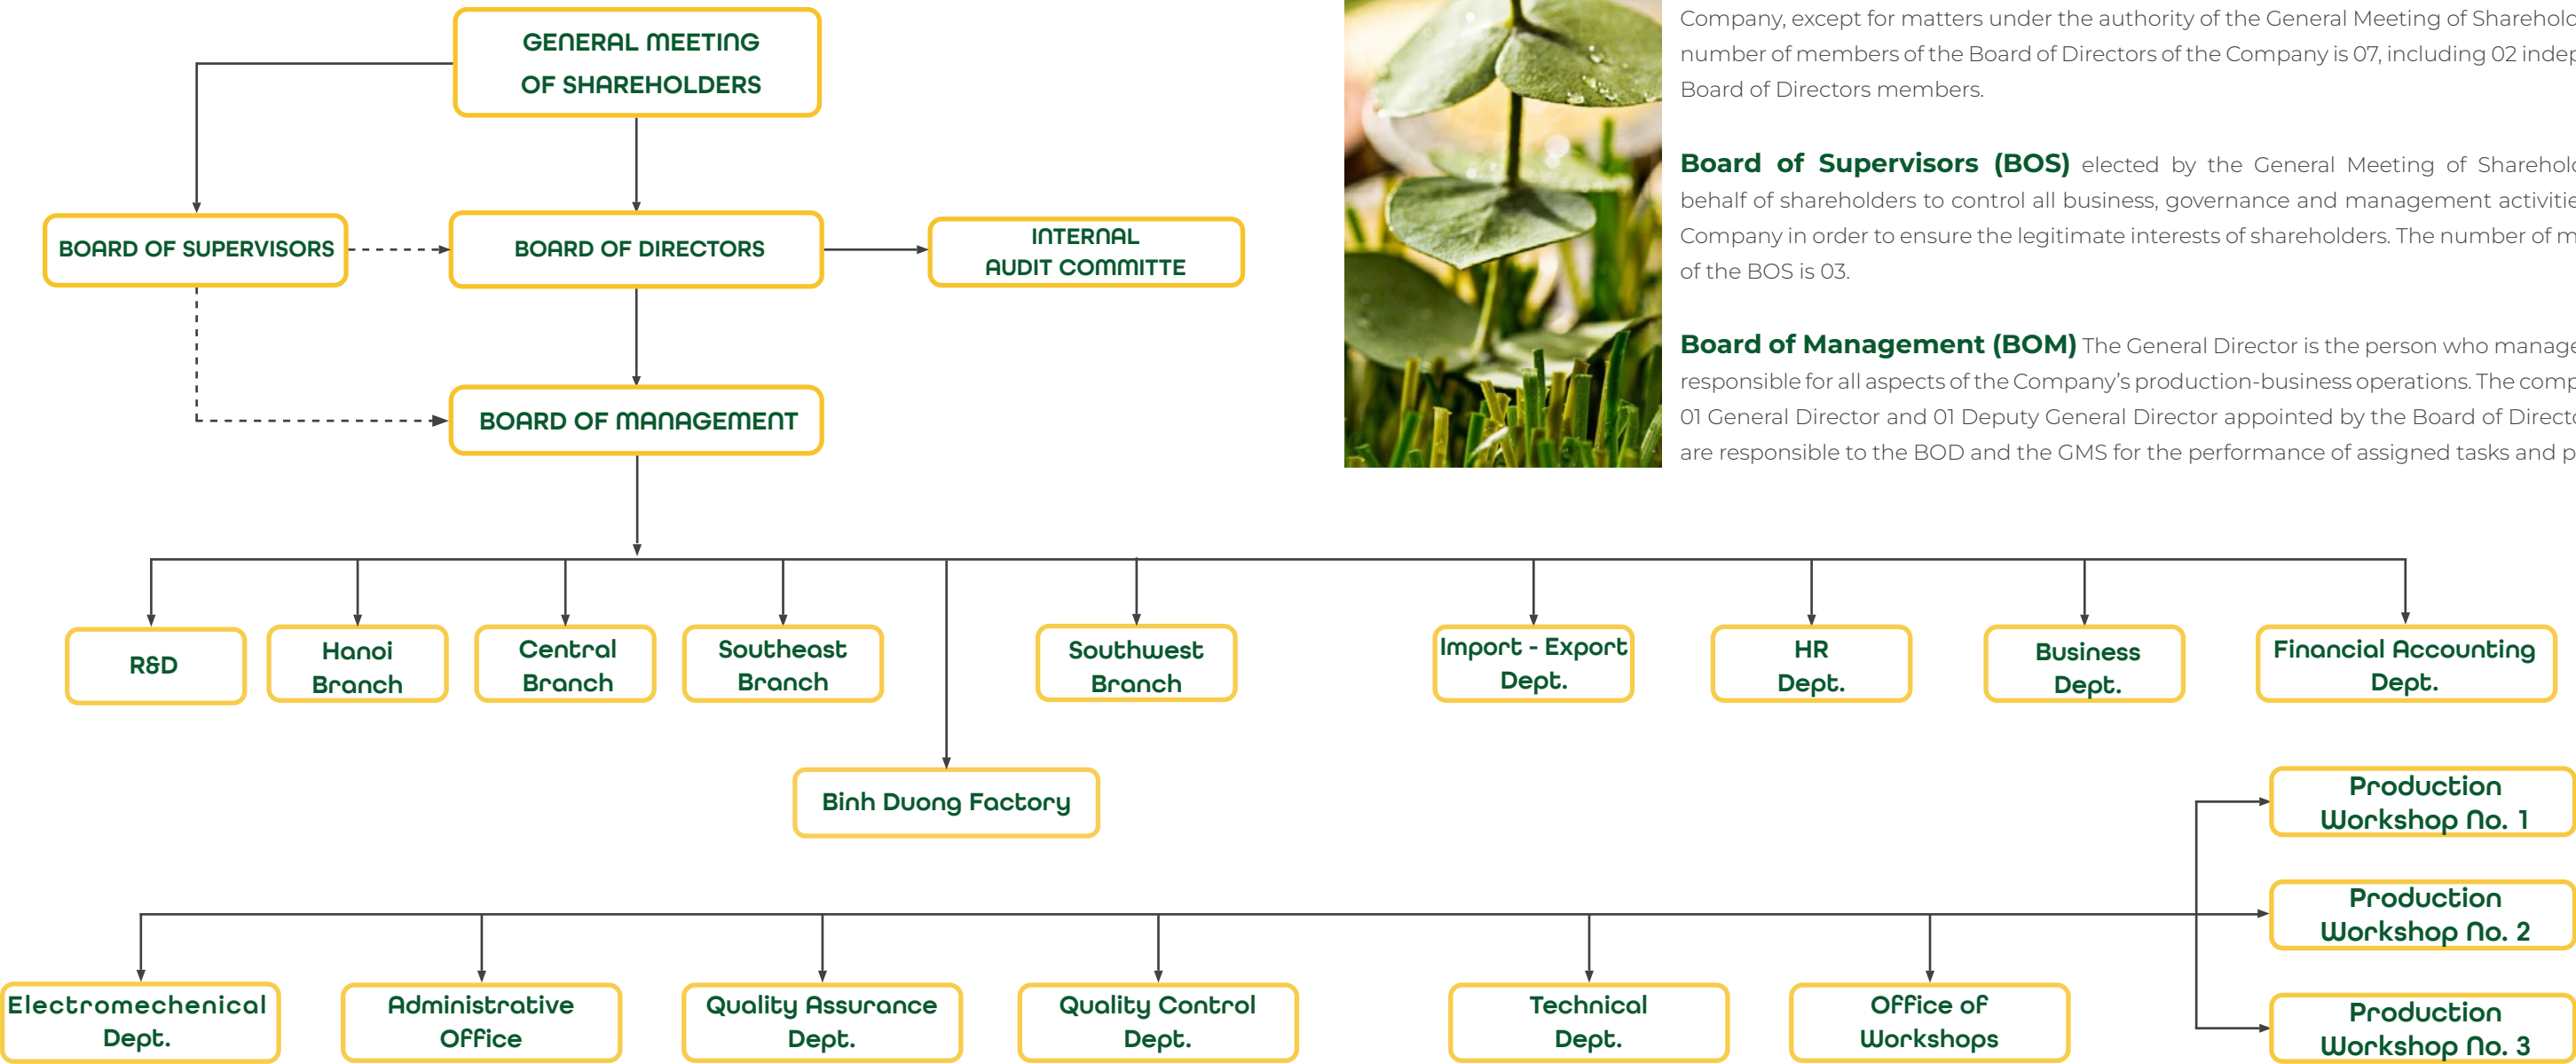 GENERAL MEETING
OF SHAREHOLDERS
BOARD OF SUPERVISORS
BOARD OF DIRECTORS
INTERNAL
AUDIT COMMITTE
BOARD OF MANAGEMENT
Company, except for matters under the authority of the General Meeting of
number of members of the Board of Directors of the Company is 07, including 02
Board of Directors members.
Board of Supervisors (BOS) elected by the General Meeting of
behalf of shareholders to control all business, governance and management
Company in order to ensure the legitimate interests of shareholders. The number of
of the BOS is 03.
Board of Management (BOM) The General Director is the person who
responsible for all aspects of the Company’s production-business operations. The
01 General Director and 01 Deputy General Director appointed by the Board of
are responsible to the BOD and the GMS for the performance of assigned tasks and
R&D
Hanoi
Branch
Central
Branch
Southeast
Branch
Southwest
Branch
Import - Export
Dept.
HR
Dept.
Business
Dept.
Financial Accounting
Dept.
Binh Duong Factory
Production
Workshop No. 1
Production
Workshop No. 2
Production
Workshop No. 3
Electromechenical
Dept.
Administrative
Office
Quality Assurance
Dept.
Quality Control
Dept.
Technical
Dept.
Office of
Workshops